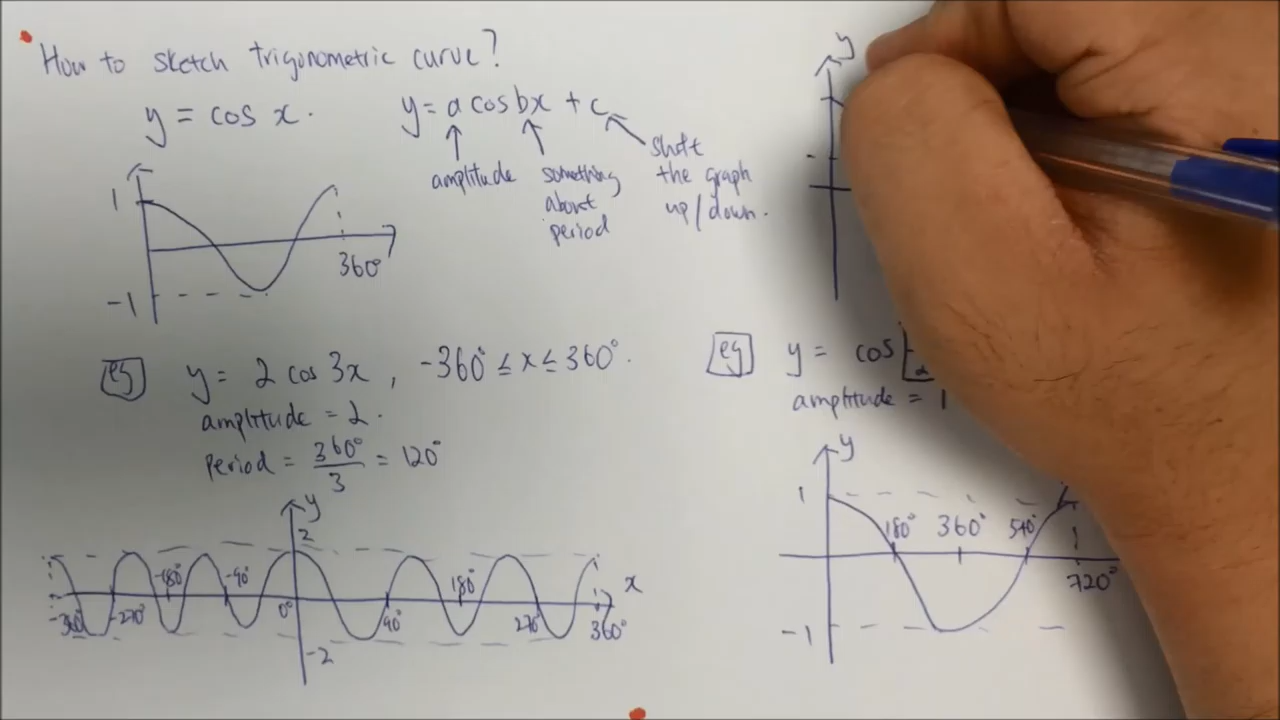 How to sketch trigonometric curve?
y = cos x.
y = a cos bx + c
amplitude
something about period
shift the graph up/down.
1
-1
360°
eg y = 2 cos 3x , -360° ≤ x ≤ 360°.
amplitude = 2.
period = 360°/3 = 120°
y
2
-360° -270° -180° -90° 0° 90° 180° 270° 360° x
-2
y
eg y = cos
amplitude = 1
y
1
180° 360° 540° 720°
-1